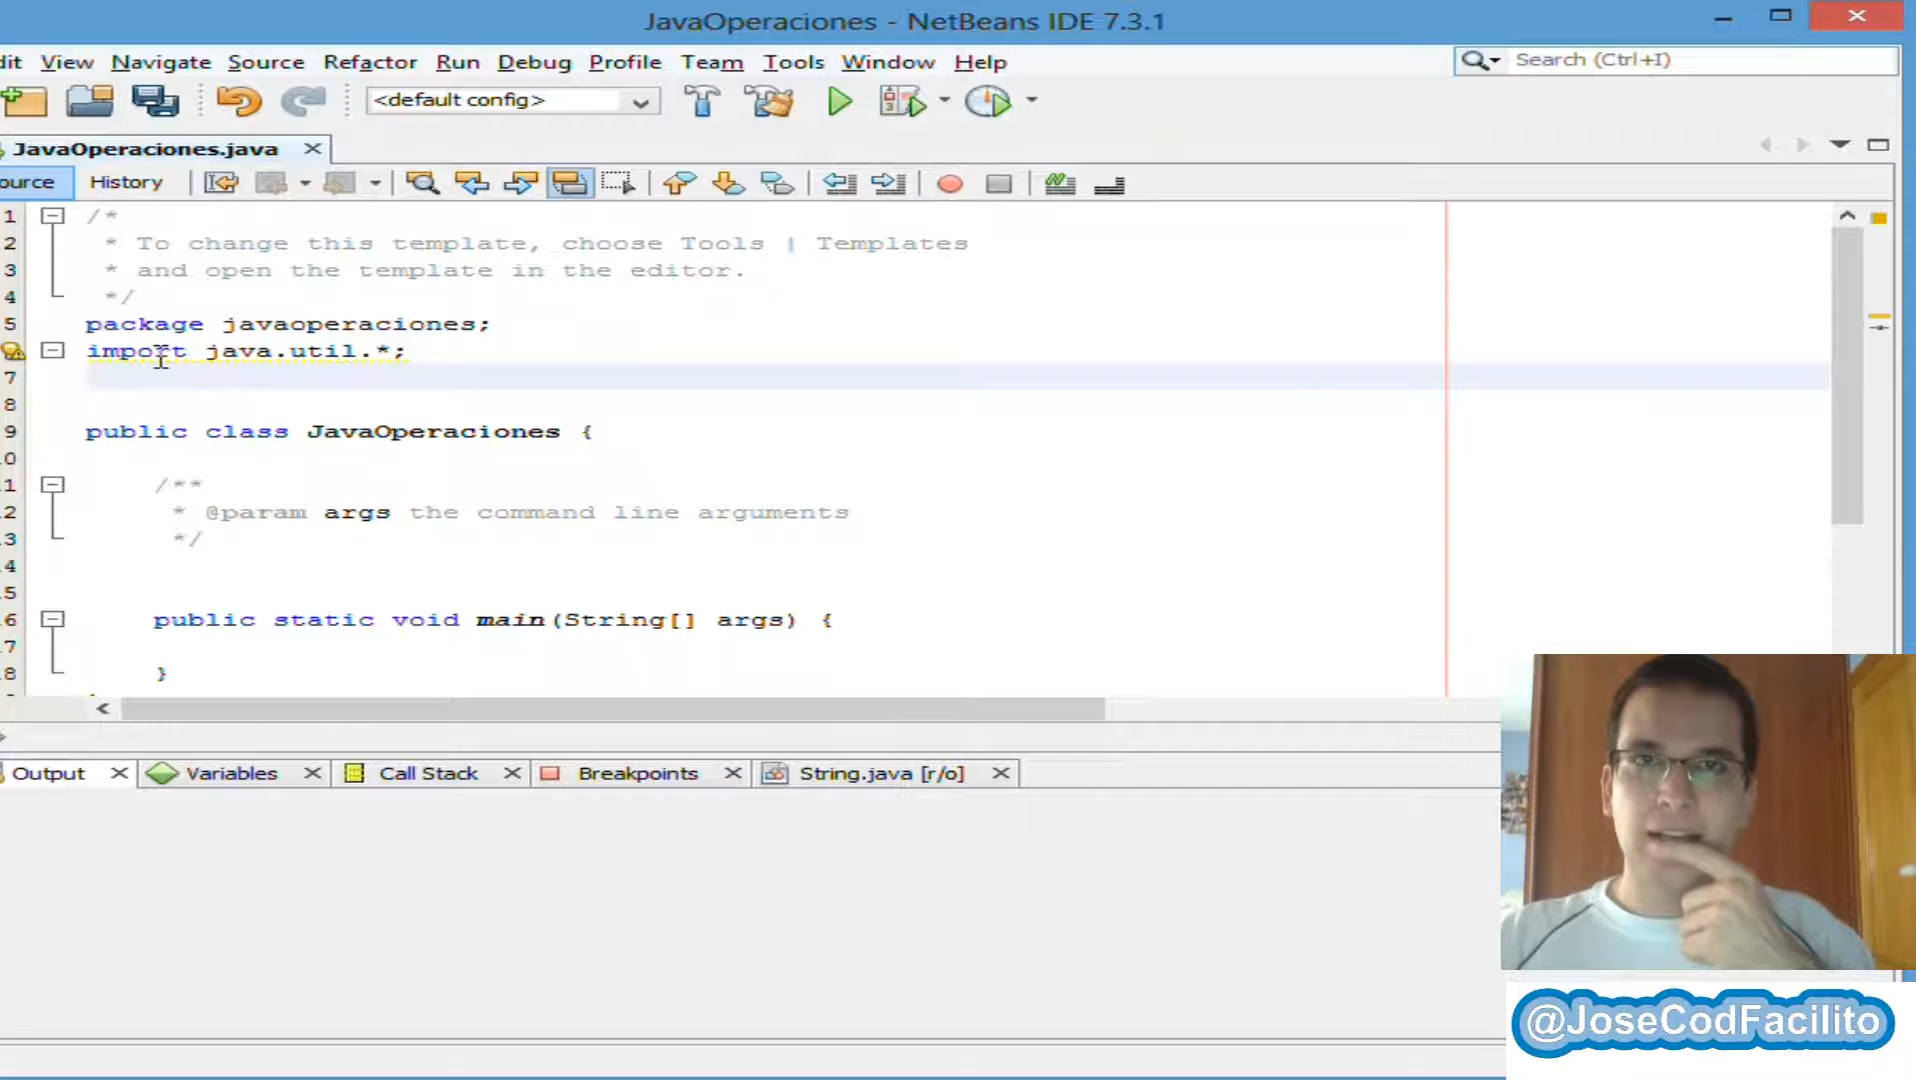 JavaOperaciones - NetBeans IDE 7.3.1
dit View Navigate Source Refactor Run Debug Profile Team Tools Window Help
Search (Ctrl+I)
<default config>
JavaOperaciones.java
ource History
1 /*
2 * To change this template, choose Tools | Templates
3 * and open the template in the editor.
4 */
5 package javaoperaciones;
import java.util.*;
7
8
9 public class JavaOperaciones {
0
1 /**
2 * @param args the command line arguments
3 */
4
5
6 public static void main(String[] args) {
7
8 }
Output Variables Call Stack Breakpoints String.java [r/o]
@JoseCodFacilito